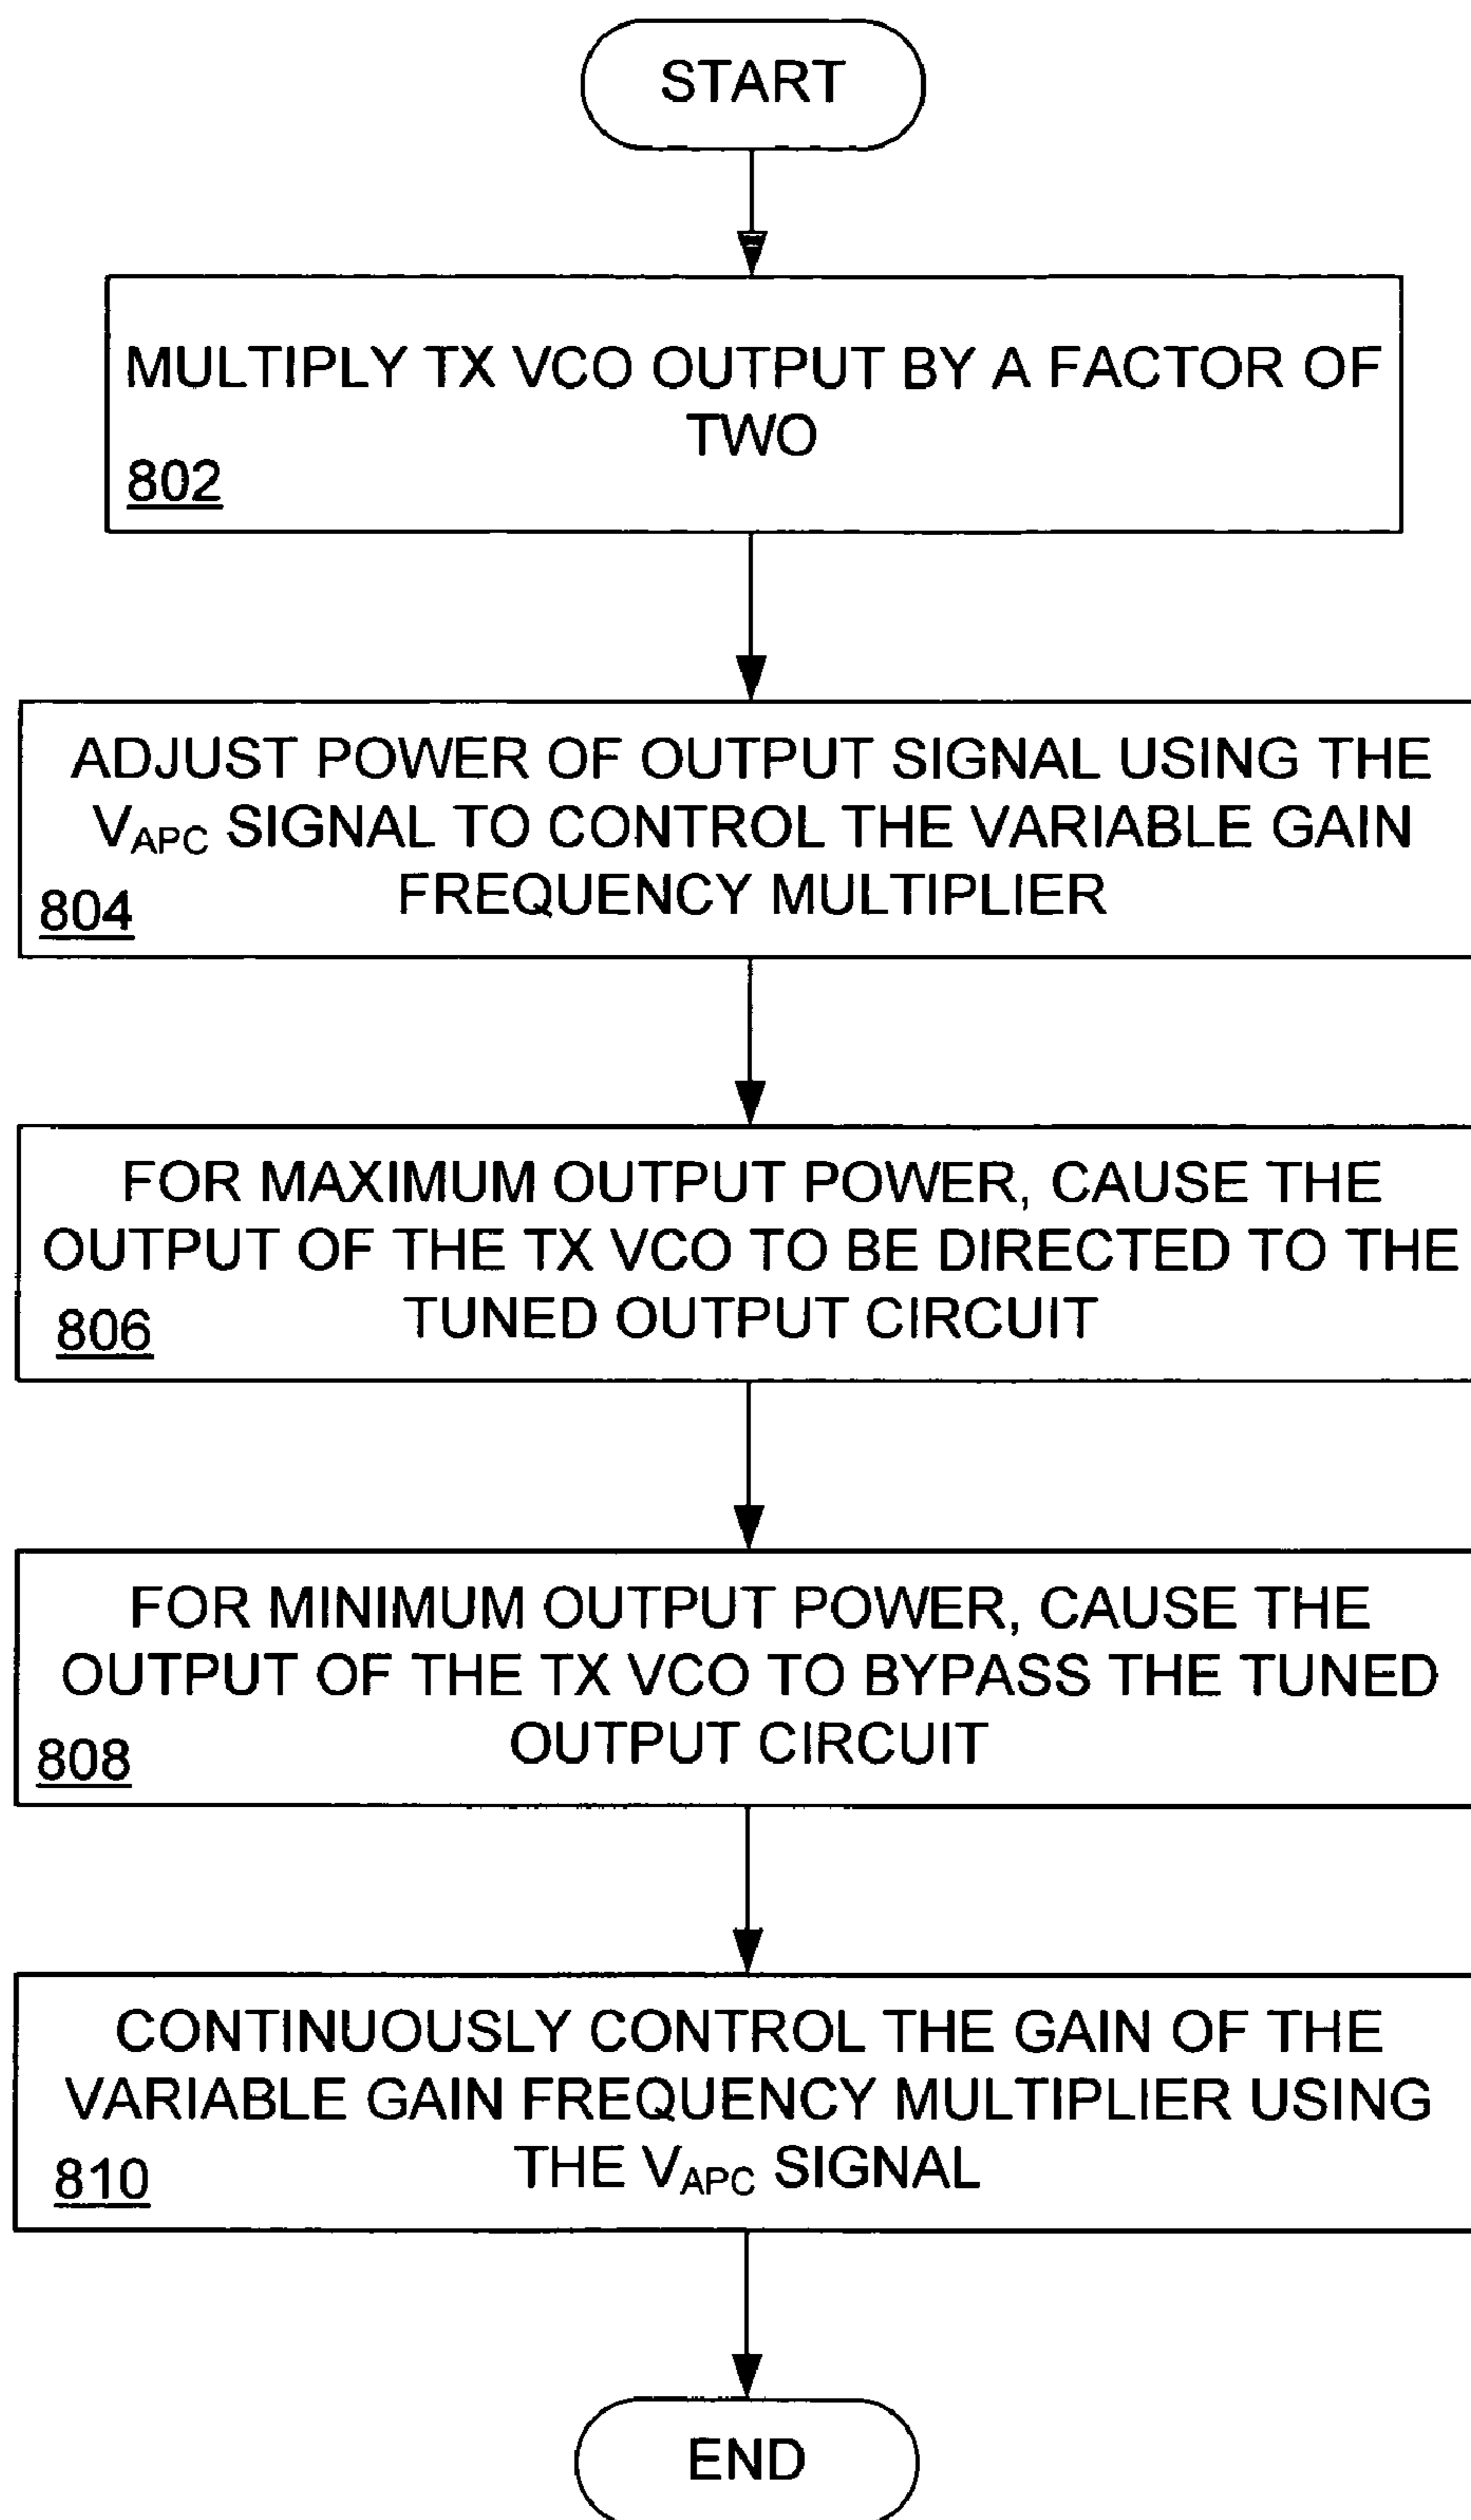 START
MULTIPLY TX VCO OUTPUT BY A FACTOR OF
TWO
802
ADJUST POWER OF OUTPUT SIGNAL USING THE
VAPC SIGNAL TO CONTROL THE VARIABLE GAIN
FREQUENCY MULTIPLIER
804
FOR MAXIMUM OUTPUT POWER, CAUSE THE
OUTPUT OF THE TX VCO TO BE DIRECTED TO THE
TUNED OUTPUT CIRCUIT
806
FOR MINIMUM OUTPUT POWER, CAUSE THE
OUTPUT OF THE TX VCO TO BYPASS THE TUNED
OUTPUT CIRCUIT
808
CONTINUOUSLY CONTROL THE GAIN OF THE
VARIABLE GAIN FREQUENCY MULTIPLIER USING
THE VAPC SIGNAL
810
END